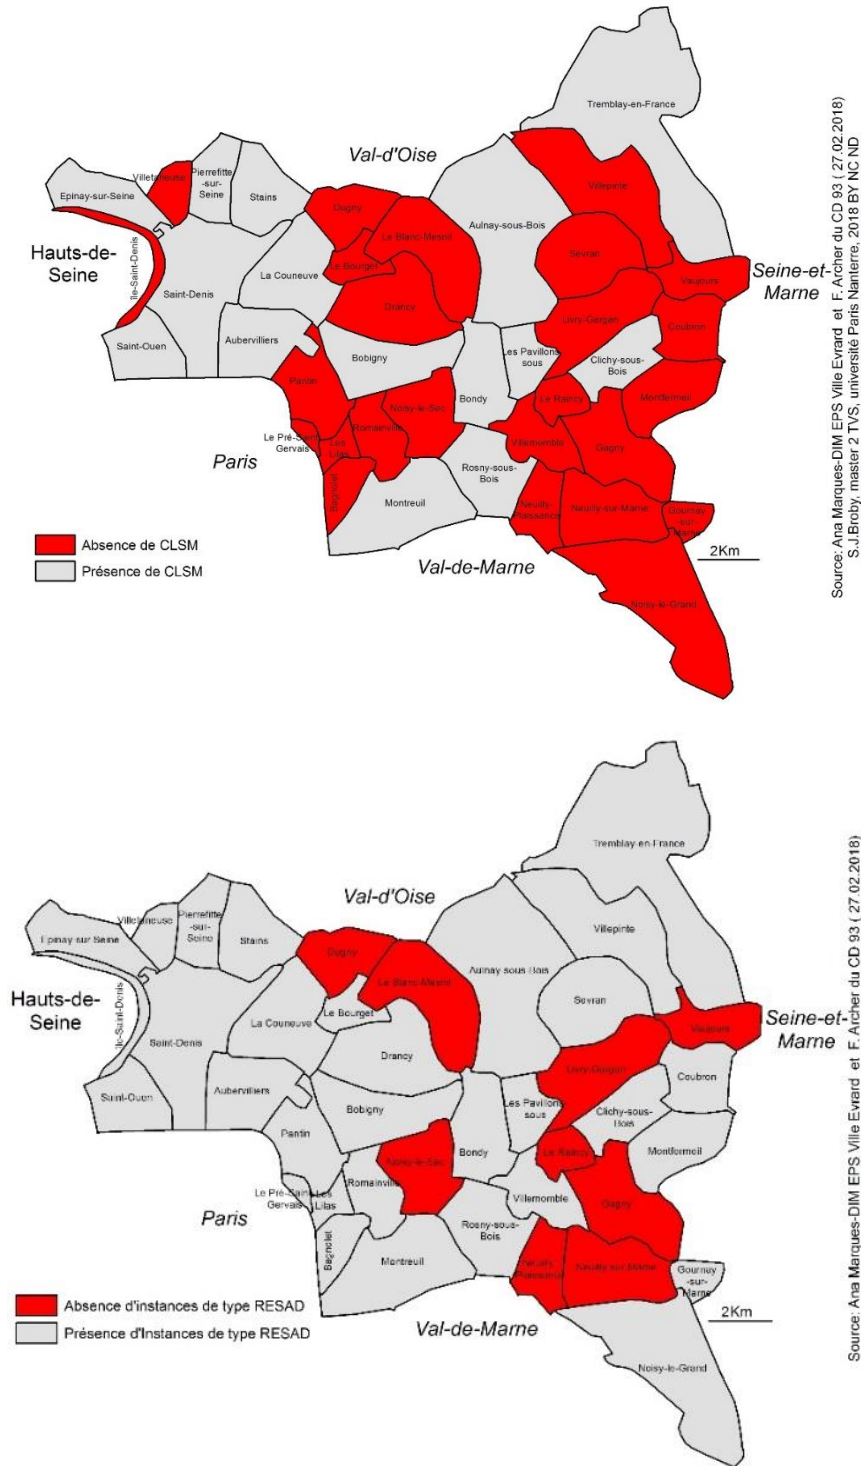 Tremblay-en-France
Val-d'Oise
Villetaneuse
Pierrefitte
-sur-
Seine
Stains
Epinay-sur-Seine
Villepinte
Dugny
Aulnay-sous-Bois
Le Blanc-Mesnil
Hauts-de-
Seine
Île-Saint-Denis
Saint-Denis
La Couneuve
Le Bourget
Sevran
Vaujours
Seine-et-
Marne
Drancy
Livry-Gargan
Coubron
Saint-Ouen
Aubervilliers
Bobigny
Les Pavillons
sous
Clichy-sous-
Bois
Pantin
Bondy
Le Raincy
Montfermeil
Noisy-le-Sec
Romainville
Le Pré-Saint
Gervais
Les
Lilas
Villemomble
Gagny
Paris
Bagnolet
Rosny-sous-
Bois
Montreuil
Neuilly-
Plaisance
Neuilly-sur-Marne
Gournay
-sur-
Marne
Absence de CLSM
Présence de CLSM
Val-de-Marne
2Km
Noisy-le-Grand
Source: Ana Marques-DIM EPS Ville Evrard et F. Archer du CD 93 ( 27.02.2018)
S.J.Broby, master 2 TVS, université Paris Nanterre, 2018 BY NC ND
Tremblay-en-France
Val-d'Oise
Villetaneuse
Pierrefitte
-sur-
Seine
Stains
Epinay sur Seine
Villepinte
Dugny
Aulnay sous Bois
Le Blanc-Mesnil
Hauts-de-
Seine
Île-Saint-Denis
Saint-Denis
La Couneuve
Le Bourget
Sevran
Vaujours
Seine-et-
Marne
Drancy
Livry-Gargan
Coubron
Saint-Ouen
Aubervilliers
Bobigny
Les Pavillons
sous
Clichy-sous-
Bois
Pantin
Bondy
Le Raincy
Montfermeil
Noisy-le-Sec
Romainville
Le Pré-Saint
Gervais
Les
Lilas
Villemomble
Gagny
Paris
Bagnolet
Rosny-sous-
Bois
Montreuil
Neuilly-
Plaisance
Neuilly-sur-Marne
Gournay
-sur-
Marne
Absence d'instances de type RESAD
Présence d'Instances de type RESAD
Val-de-Marne
2Km
Noisy-le-Grand
Source: Ana Marques-DIM EPS Ville Evrard et F. Archer du CD 93 ( 27.02.2018)